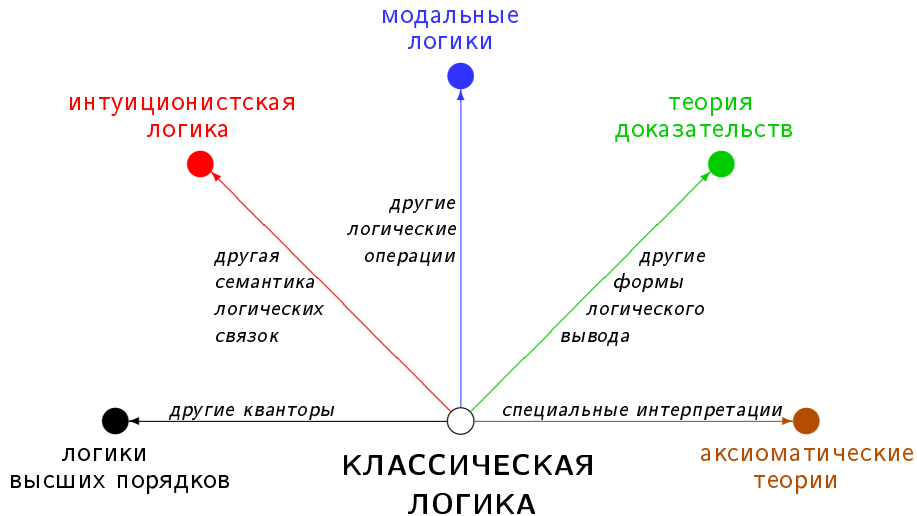 модальные
логики
интуиционистская
логика
теория
доказательств
другие
логические
операции
другая
семантика
логических
связок
другие
формы
логического
вывода
другие кванторы
специальные интерпретации
логики
высших порядков
КЛАССИЧЕСКАЯ
ЛОГИКА
аксиоматические
теории